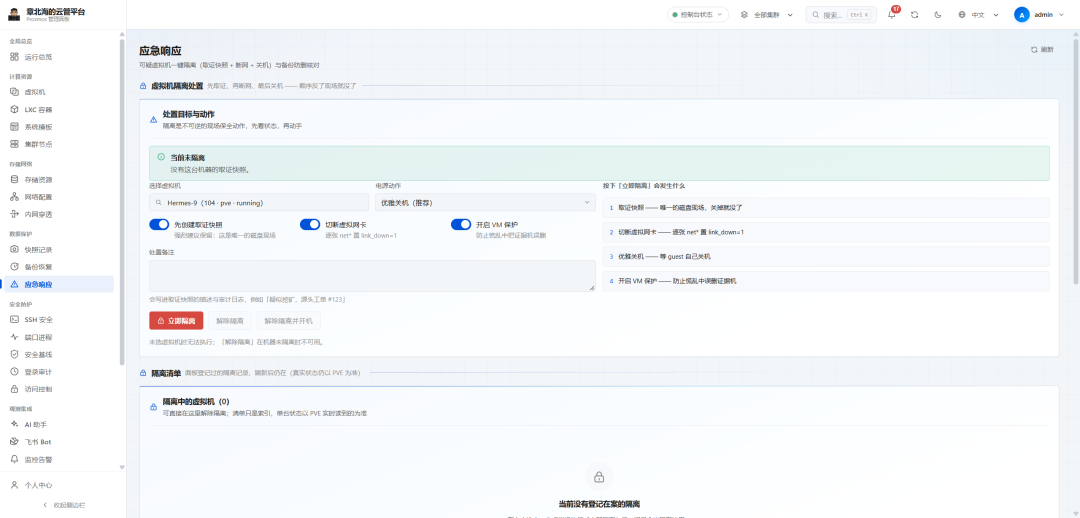 章北海的云管平台
Proxmox 管理面板
控制台状态
全部集群
搜索...
Ctrl K
97
中文
A
admin
全局总览
运行总览
计算资源
虚拟机
LXC 容器
系统模板
集群节点
存储网络
存储资源
网络配置
内网穿透
数据保护
快照记录
备份恢复
应急响应
安全防护
SSH 安全
端口进程
安全基线
登录审计
访问控制
观测集成
AI 助手
飞书 Bot
监控告警
个人中心
收起侧边栏
应急响应
可疑虚拟机一键隔离（取证快照 + 断网 + 关机）与备份防删核对
刷新
虚拟机隔离处置
先取证，再断网，最后关机 —— 顺序反了现场就没了
处置目标与动作
隔离是不可逆的现场保全动作，先看状态，再动手
当前未隔离
没有这台机器的取证快照。
选择虚拟机
Hermes-9（104 · pve · running）
电源动作
优雅关机（推荐）
先创建取证快照
强烈建议保留：这是唯一的磁盘现场
切断虚拟网卡
逐张 net* 置 link_down=1
开启 VM 保护
防止慌乱中把证据机误删
处置备注
会写进取证快照的描述与审计日志，例如「疑似挖矿，源头工单 #123」
立即隔离
解除隔离
解除隔离并开机
未选虚拟机时无法执行；「解除隔离」在机器未隔离时不可用。
按下「立即隔离」会发生什么
1 取证快照 —— 唯一的磁盘现场，关掉就没了
2 切断虚拟网卡 —— 逐张 net* 置 link_down=1
3 优雅关机 —— 等 guest 自己关机
4 开启 VM 保护 —— 防止慌乱中误删证据机
隔离清单
面板登记过的隔离记录，刷新后仍在（真实状态仍以 PVE 为准）
隔离中的虚拟机（0）
可直接在这里解除隔离；清单只是索引，单台状态以 PVE 实时读到的为准
当前没有登记在案的隔离